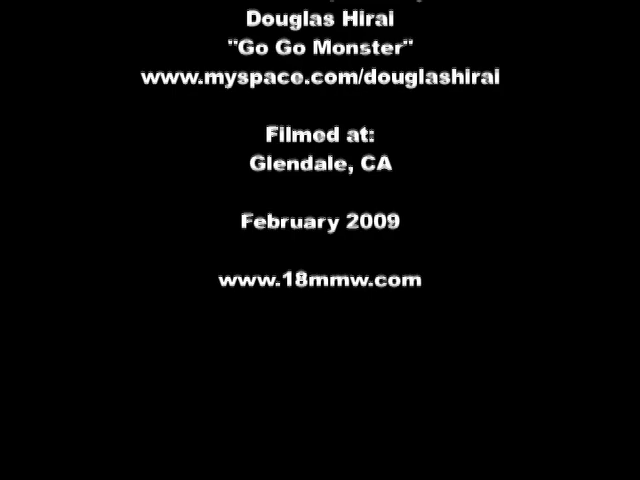 Douglas Hirai
"Go Go Monster"
www.myspace.com/douglashirai
Filmed at:
Glendale, CA
February 2009
www.18mmw.com